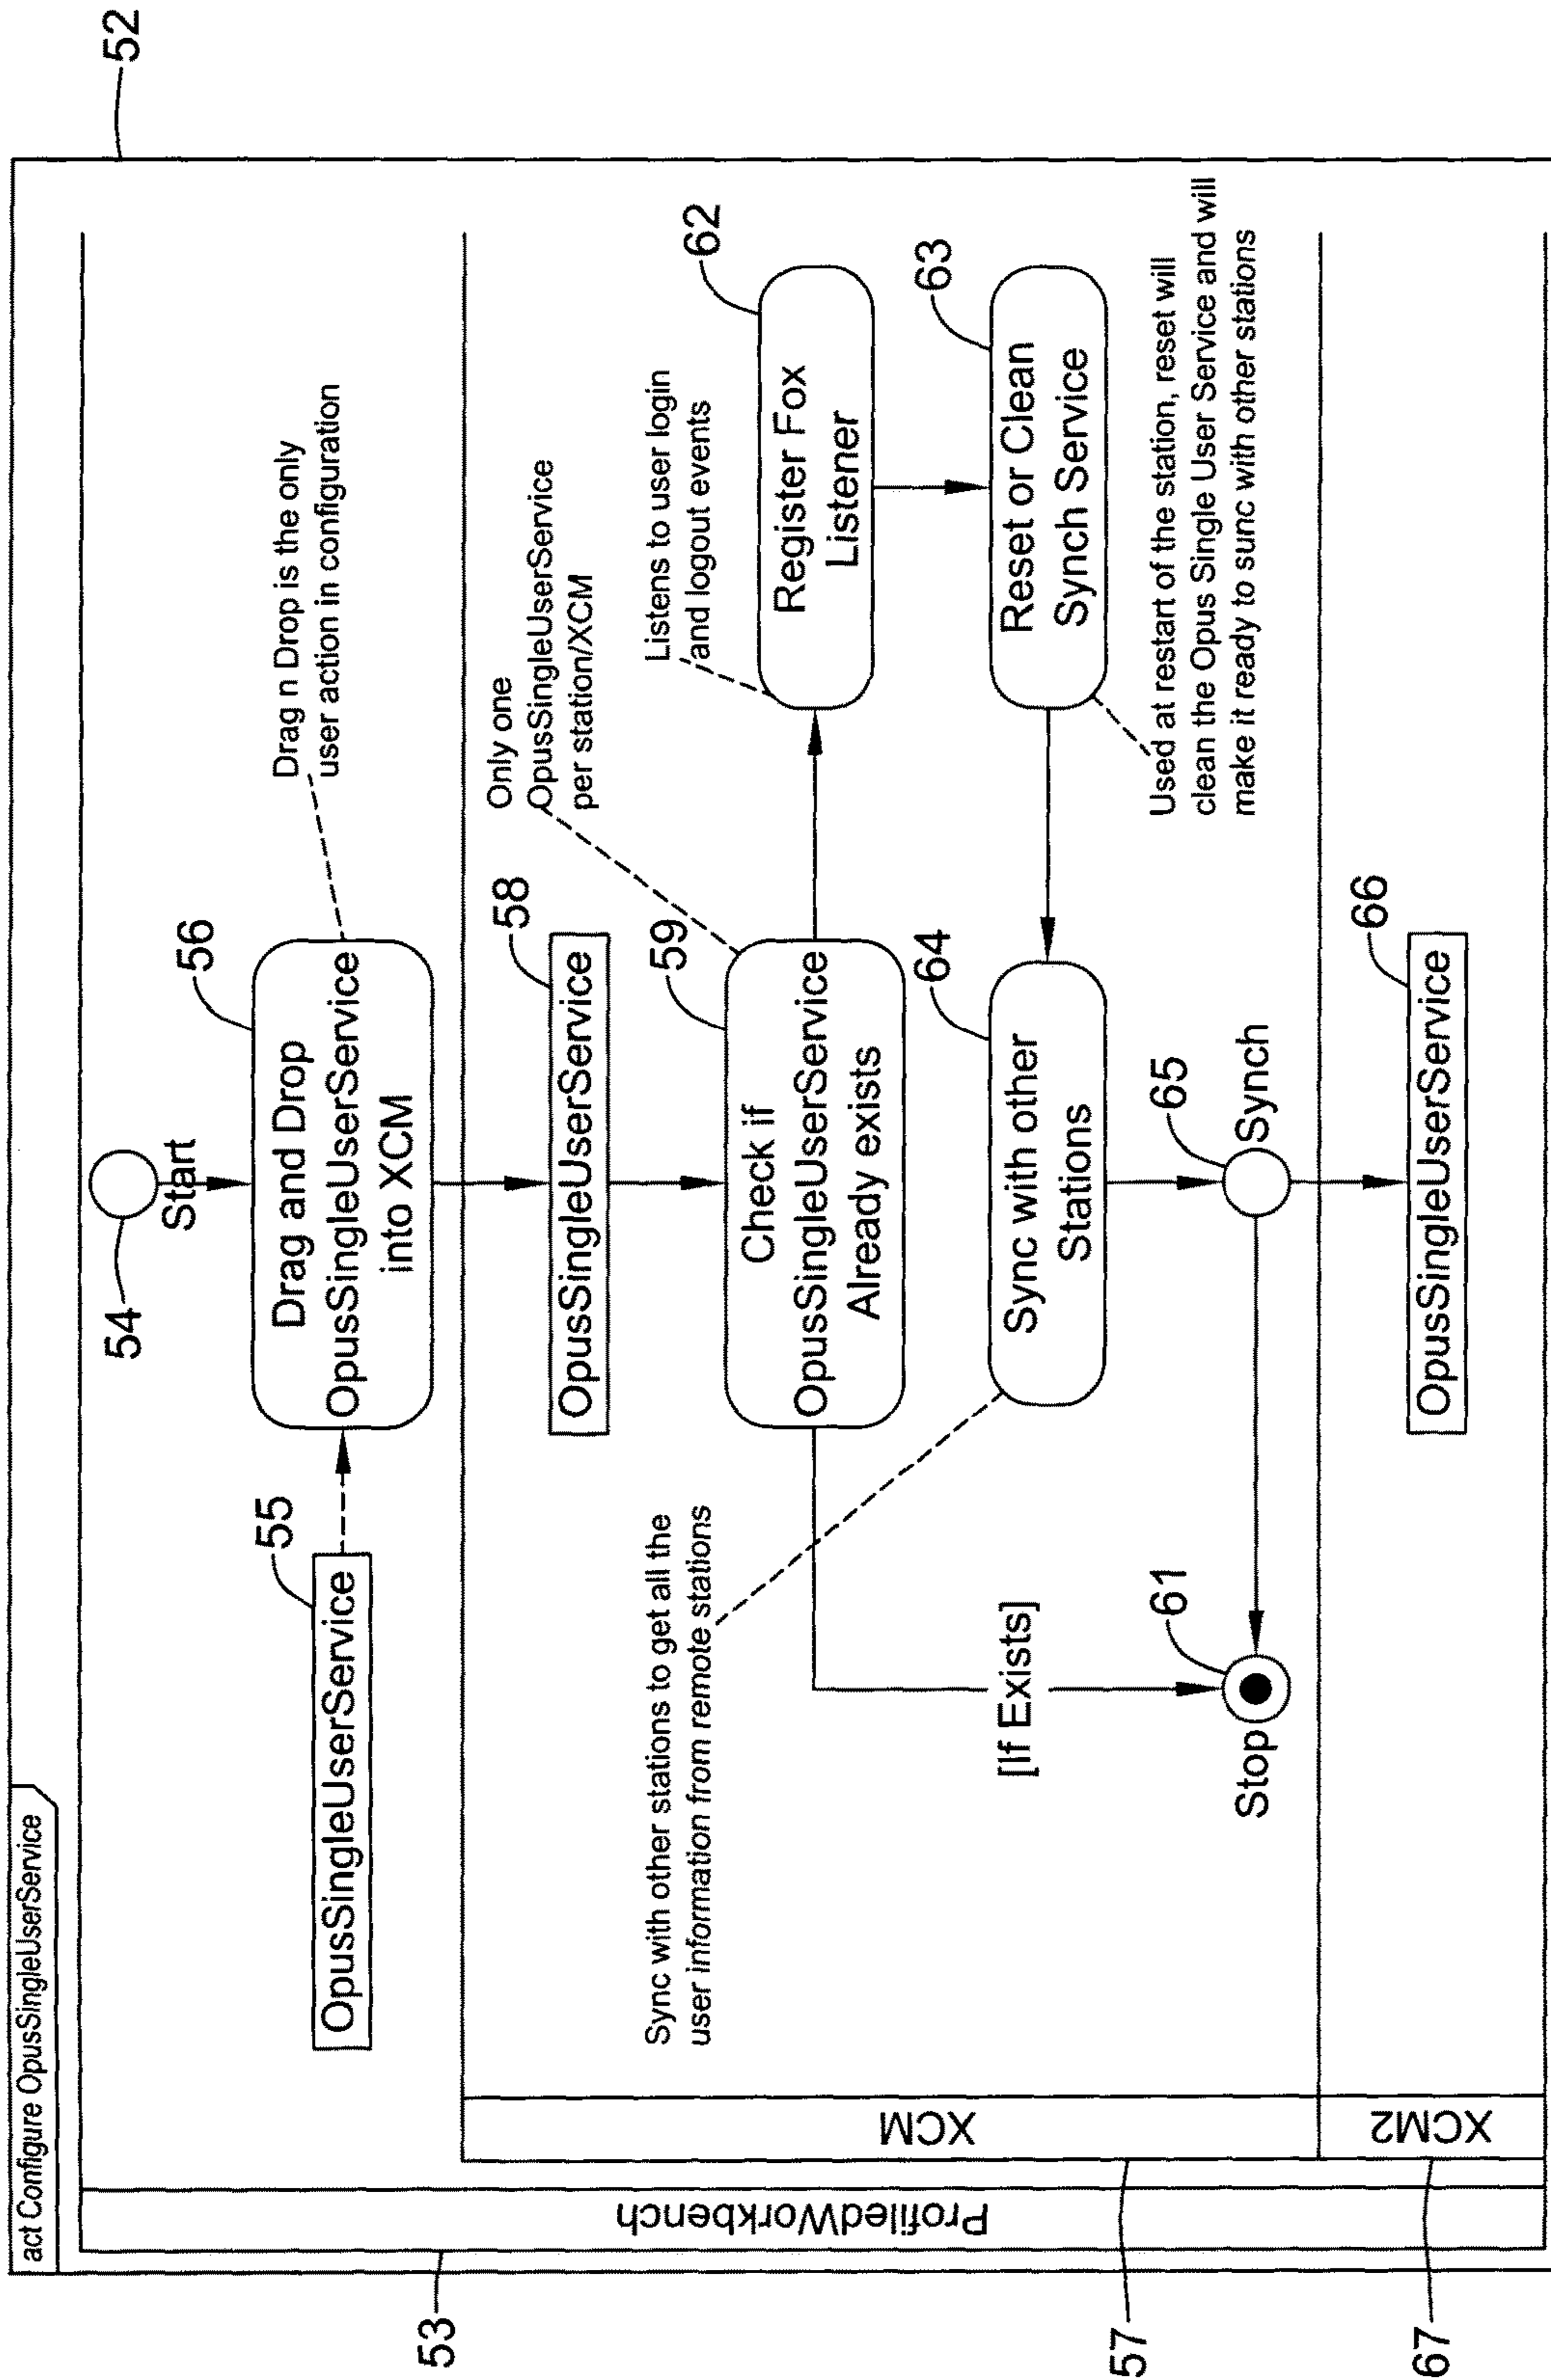 act Configure OpusSingleUserService
52
53
ProfiledWorkbench
54
Start
55
OpusSingleUserService
56
Drag and Drop
OpusSingleUserService
into XCM
Drag n Drop is the only
user action in configuration
57
XCM
58
OpusSingleUserService
Only one
OpusSingleUserService
per station/XCM
59
Check if
OpusSingleUserService
Already exists
Listens to user login
and logout events
62
Register Fox
Listener
63
Reset or Clean
Synch Service
Used at restart of the station, reset will
clean the Opus Single User Service and will
make it ready to sunc with other stations
Sync with other stations to get all the
user information from remote stations
64
Sync with other
Stations
[If Exists]
61
Stop
65
Synch
67
XCM2
66
OpusSingleUserService